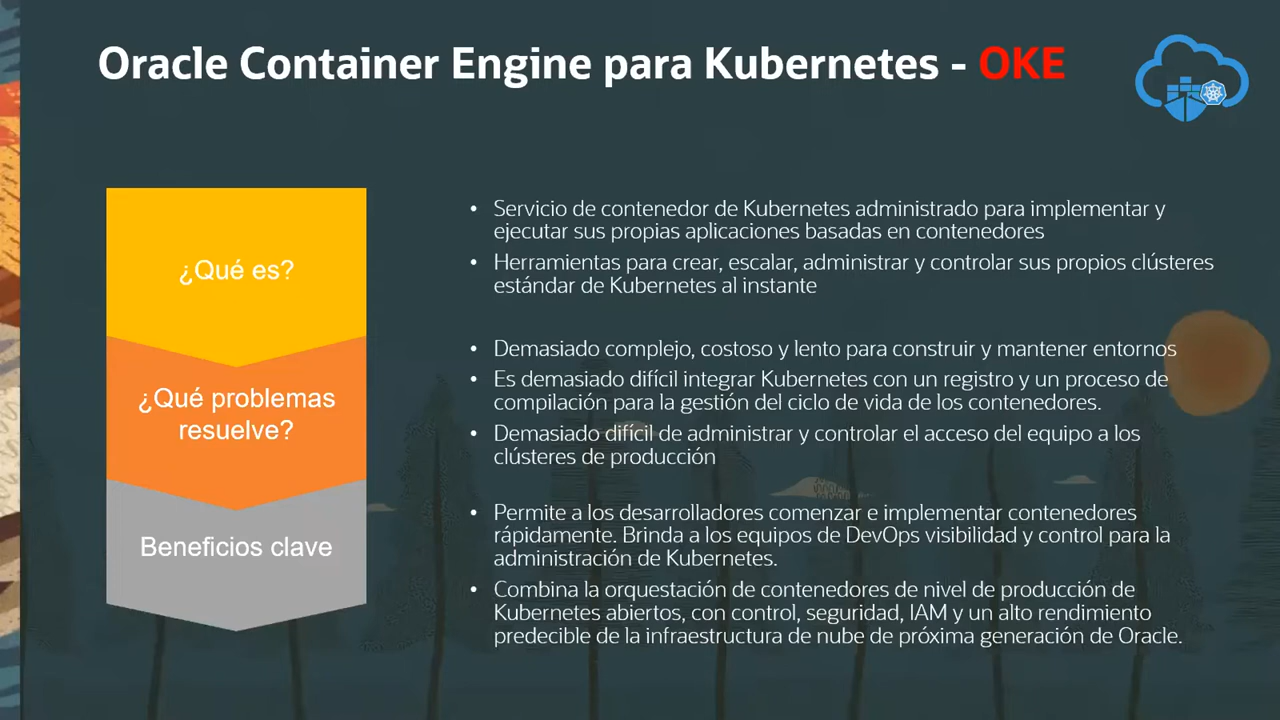 Oracle Container Engine para Kubernetes - OKE
¿Qué es?
• Servicio de contenedor de Kubernetes administrado para implementar y
ejecutar sus propias aplicaciones basadas en contenedores
• Herramientas para crear, escalar, administrar y controlar sus propios clústeres
estándar de Kubernetes al instante
¿Qué problemas
resuelve?
• Demasiado complejo, costoso y lento para construir y mantener entornos
• Es demasiado difícil integrar Kubernetes con un registro y un proceso de
compilación para la gestión del ciclo de vida de los contenedores.
• Demasiado difícil de administrar y controlar el acceso del equipo a los
clústeres de producción
Beneficios clave
• Permite a los desarrolladores comenzar e implementar contenedores
rápidamente. Brinda a los equipos de DevOps visibilidad y control para la
administración de Kubernetes.
• Combina la orquestación de contenedores de nivel de producción de
Kubernetes abiertos, con control, seguridad, IAM y un alto rendimiento
predecible de la infraestructura de nube de próxima generación de Oracle.